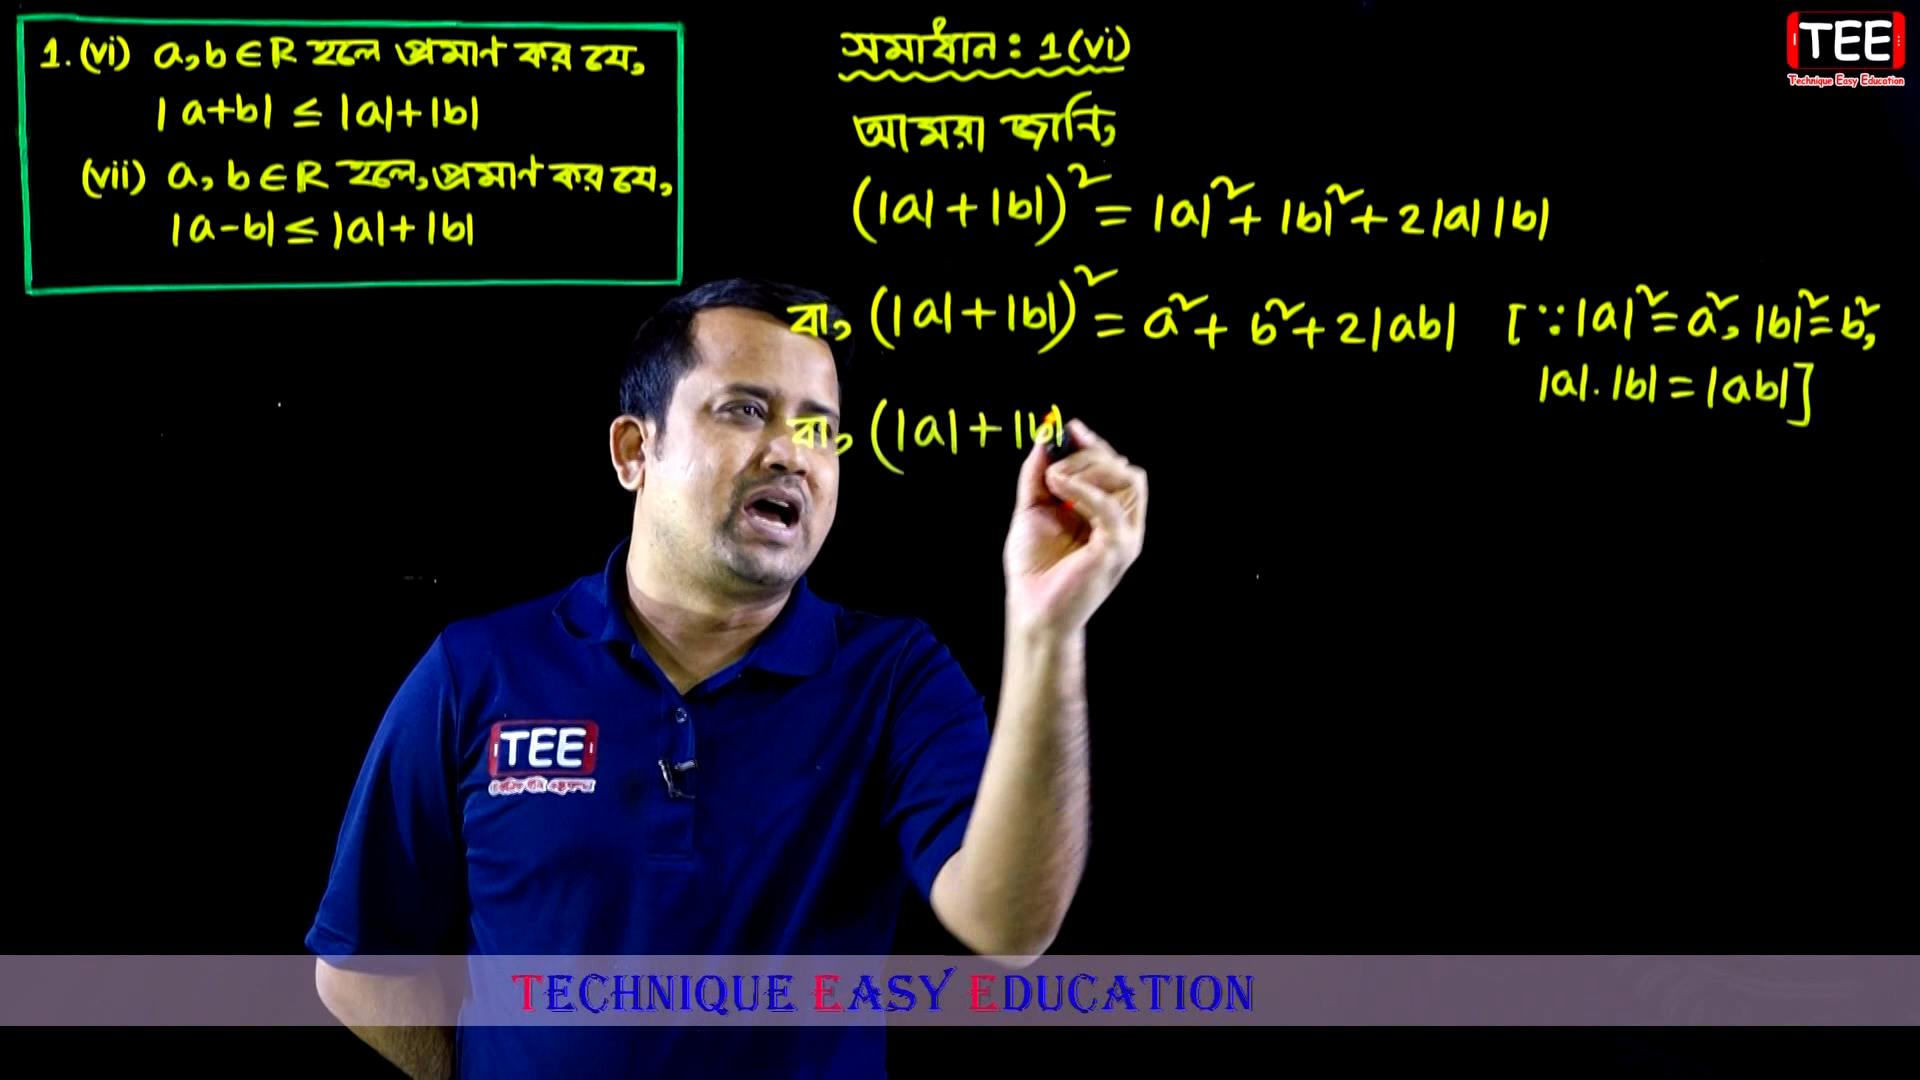 1. (vi) a, b ∈ R হলে প্রমাণ কর যে,
|a+b| ≤ |a|+|b|
(vii) a, b ∈ R হলে, প্রমাণ কর যে,
|a-b| ≤ |a|+|b|
সমাধান : 1(vi)
আমরা জানি,
(|a|+|b|)² = |a|²+ |b|²+ 2|a||b|
বা, (|a|+|b|)² = a²+ b²+ 2|ab| [∵|a|²=a², |b|²=b²,
|a|.|b| = |ab|]
বা, (|a|+|b|
TEE
Technique Easy Education
TEE
TECHNIQUE EASY EDUCATION